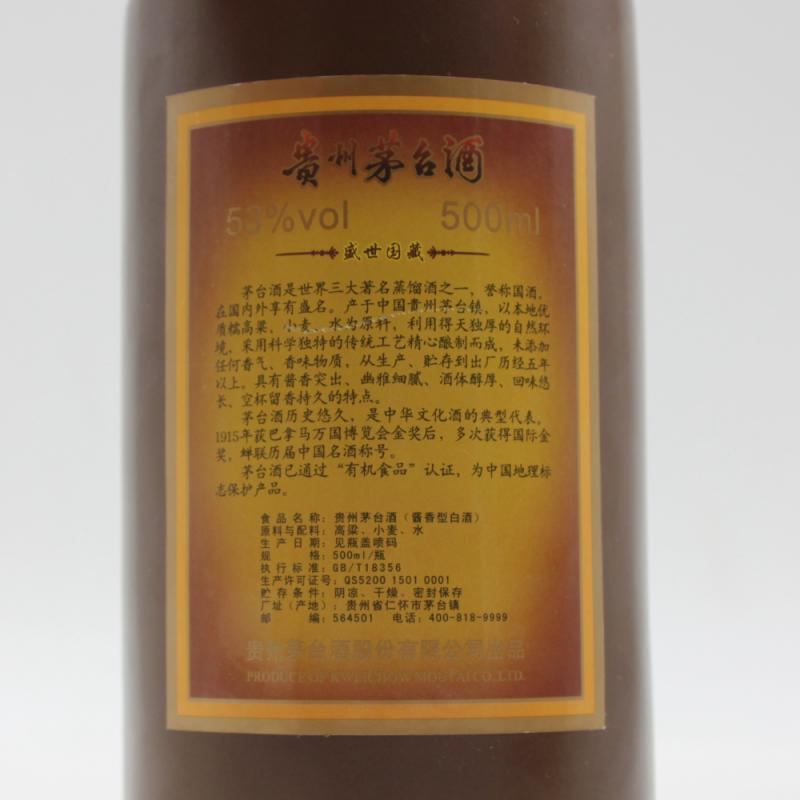 贵州茅台酒
53%vol 500ml
盛世国藏
茅台酒是世界三大著名蒸馏酒之一，誉称国酒。
在国内外享有盛名。产于中国贵州茅台镇，以本地优
质糯高粱、小麦、水为原料，利用得天独厚的自然环
境，采用科学独特的传统工艺精心酿制而成，未添加
任何香气、香味物质，从生产、贮存到出厂历经五年
以上。具有酱香突出、幽雅细腻、酒体醇厚、回味悠
长、空杯留香持久的特点。
茅台酒历史悠久，是中华文化酒的典型代表。
1915年获巴拿马万国博览会金奖后，多次获得国际金
奖，蝉联历届中国名酒称号。
茅台酒已通过“有机食品”认证，为中国地理标
志保护产品。
食品名称：贵州茅台酒（酱香型白酒）
原料与配料：高粱、小麦、水
生产日期：见瓶盖喷码
规格：500ml/瓶
执行标准：GB/T18356
生产许可证号：QS5200 1501 0001
贮存条件：阴凉、干燥、密封保存
厂址（产地）：贵州省仁怀市茅台镇
邮编：564501 电话：400-818-9999
贵州茅台酒股份有限公司出品
PRODUCE OF KWEICHOW MOUTAI CO., LTD.